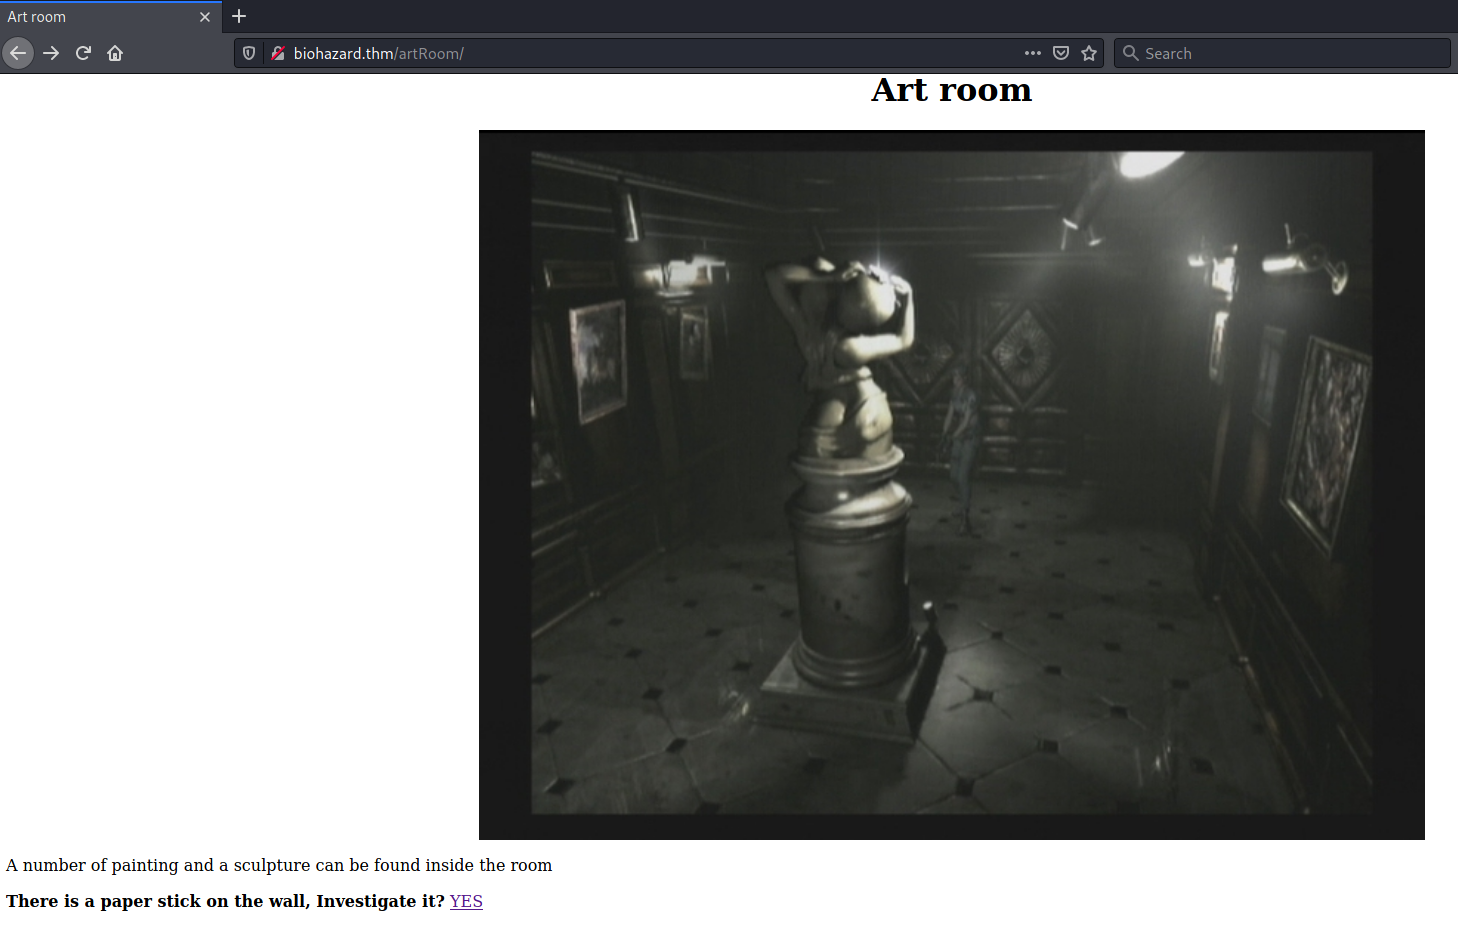 Art room
biohazard.thm/artRoom/
Search
Art room
A number of painting and a sculpture can be found inside the room
There is a paper stick on the wall, Investigate it? YES